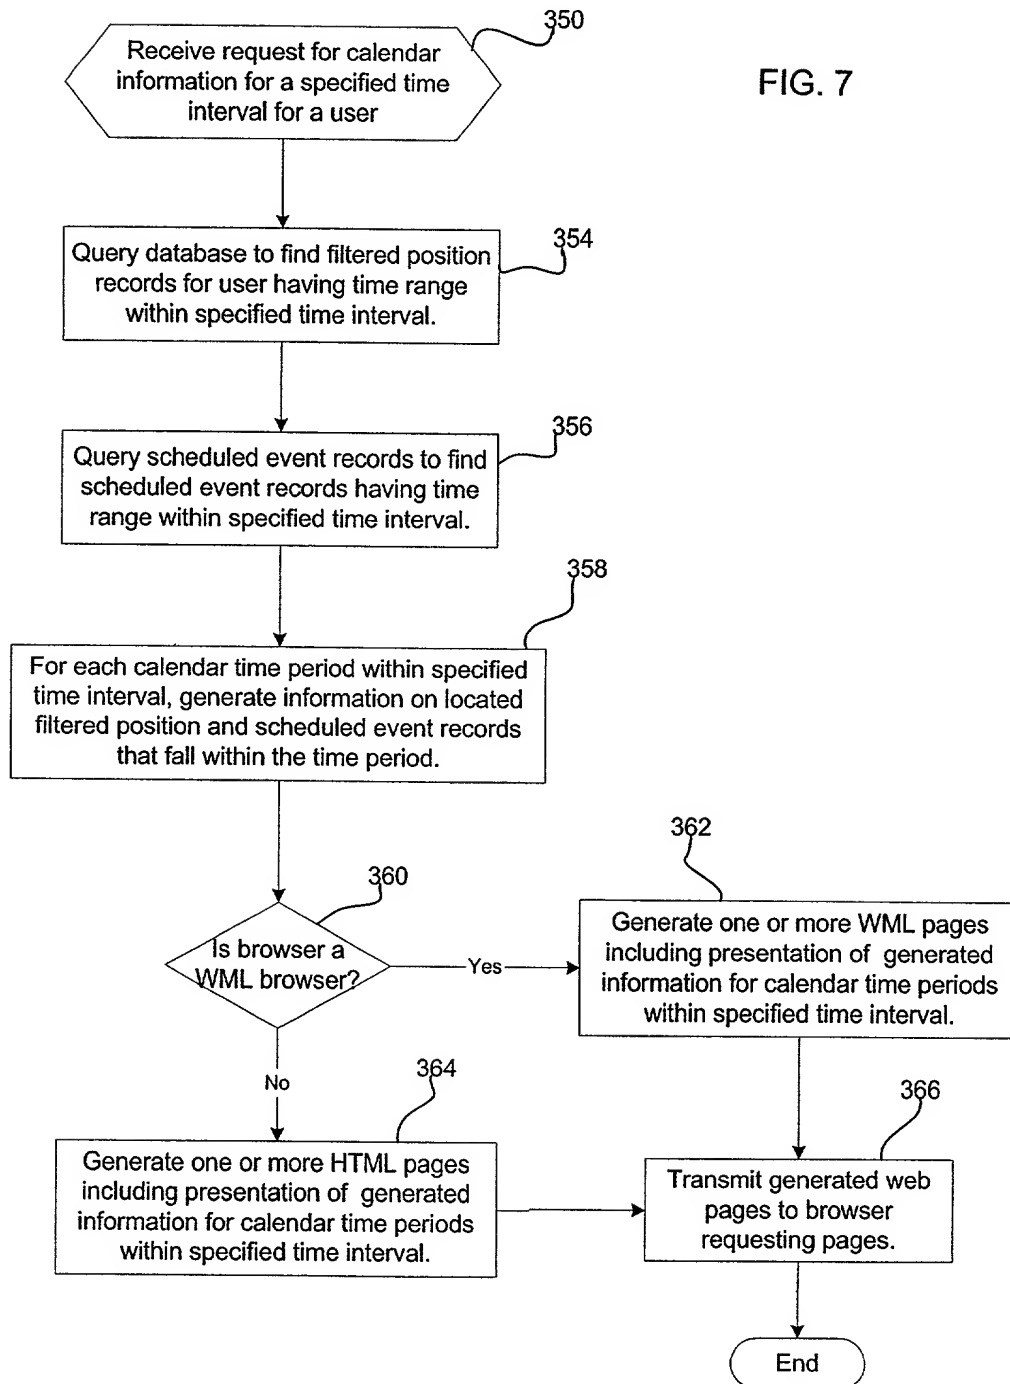 350
Receive request for calendar
information for a specified time
interval for a user
FIG. 7
354
Query database to find filtered position
records for user having time range
within specified time interval.
356
Query scheduled event records to find
scheduled event records having time
range within specified time interval.
358
For each calendar time period within specified
time interval, generate information on located
filtered position and scheduled event records
that fall within the time period.
360
Is browser a
WML browser?
Yes
362
Generate one or more WML pages
including presentation of generated
information for calendar time periods
within specified time interval.
No
364
Generate one or more HTML pages
including presentation of generated
information for calendar time periods
within specified time interval.
366
Transmit generated web
pages to browser
requesting pages.
End